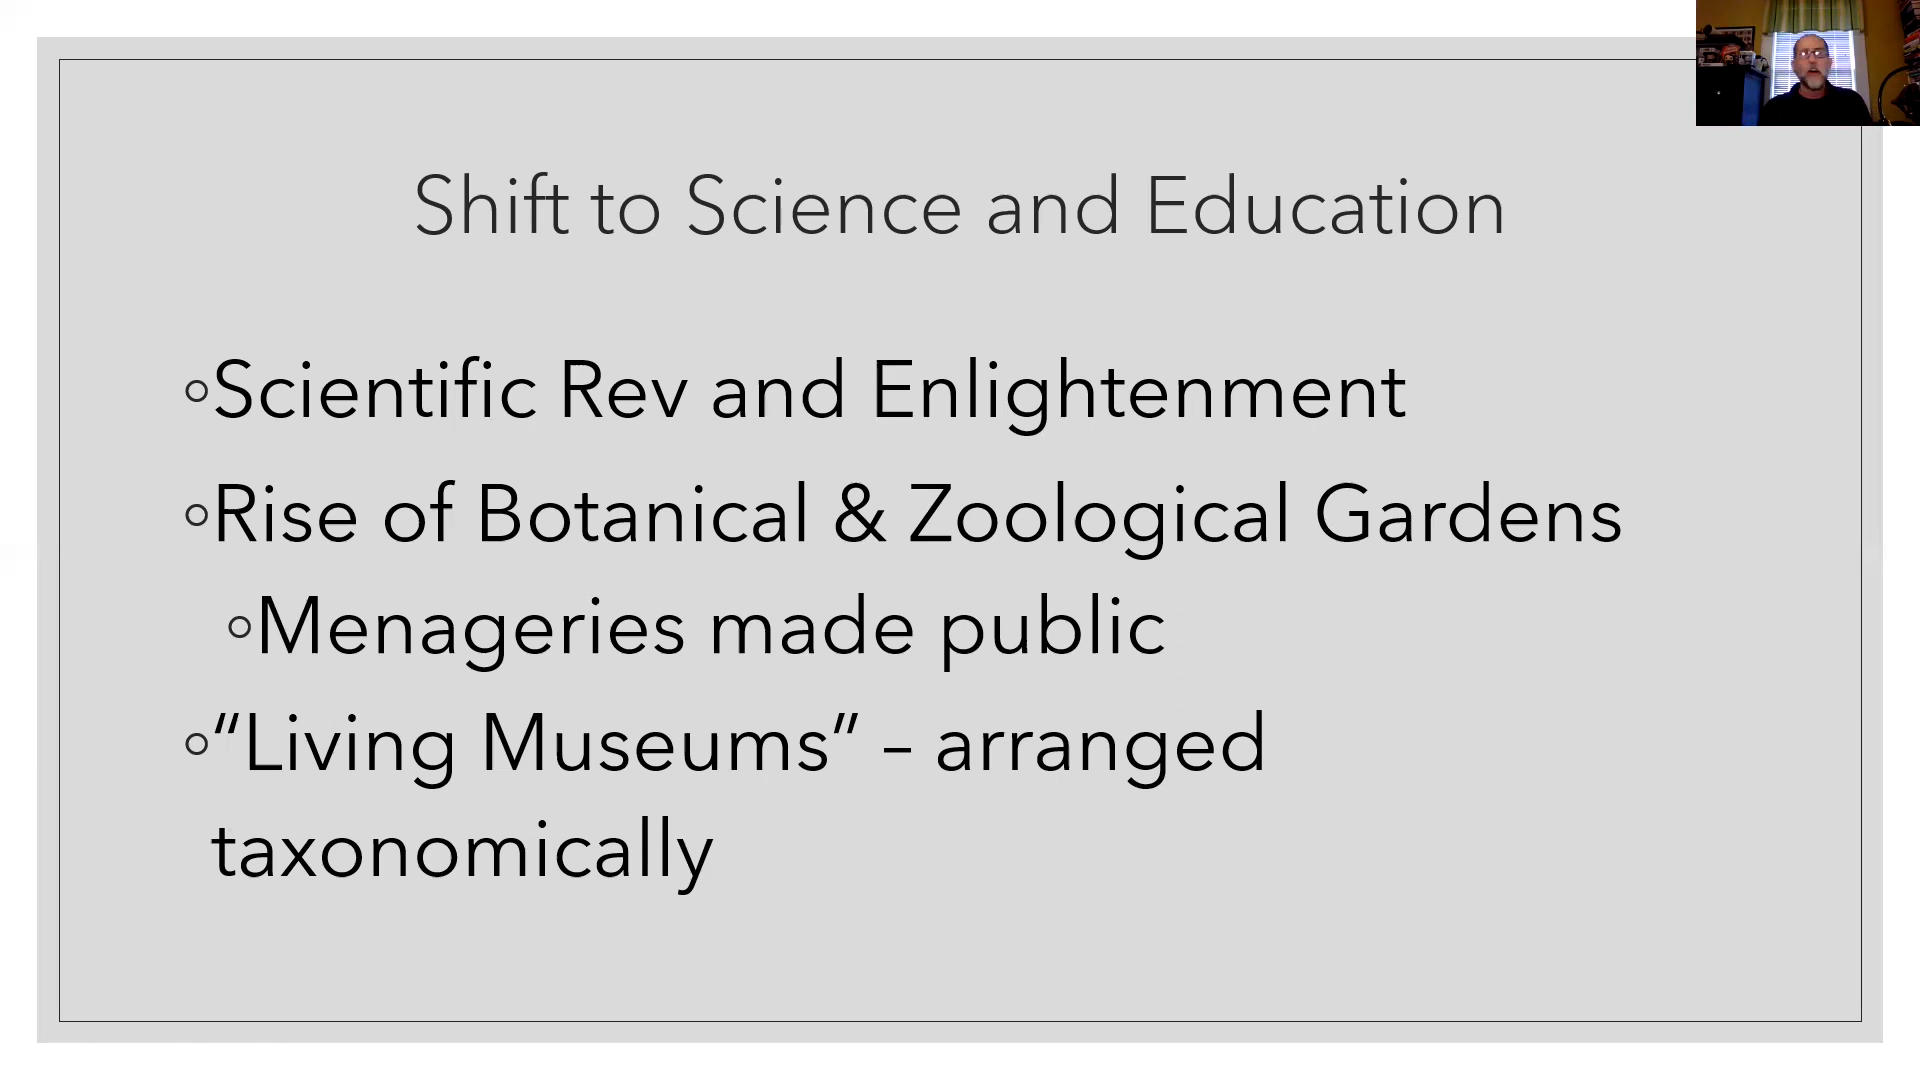 Shift to Science and Education
◦Scientific Rev and Enlightenment
◦Rise of Botanical & Zoological Gardens
◦Menageries made public
◦“Living Museums” – arranged
taxonomically